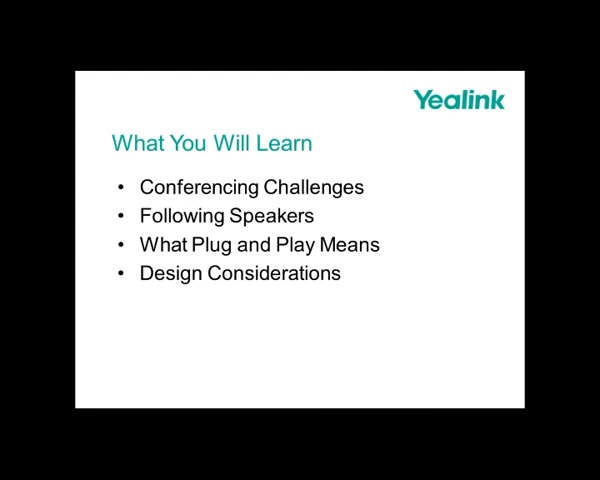 Yealink
What You Will Learn
• Conferencing Challenges
• Following Speakers
• What Plug and Play Means
• Design Considerations